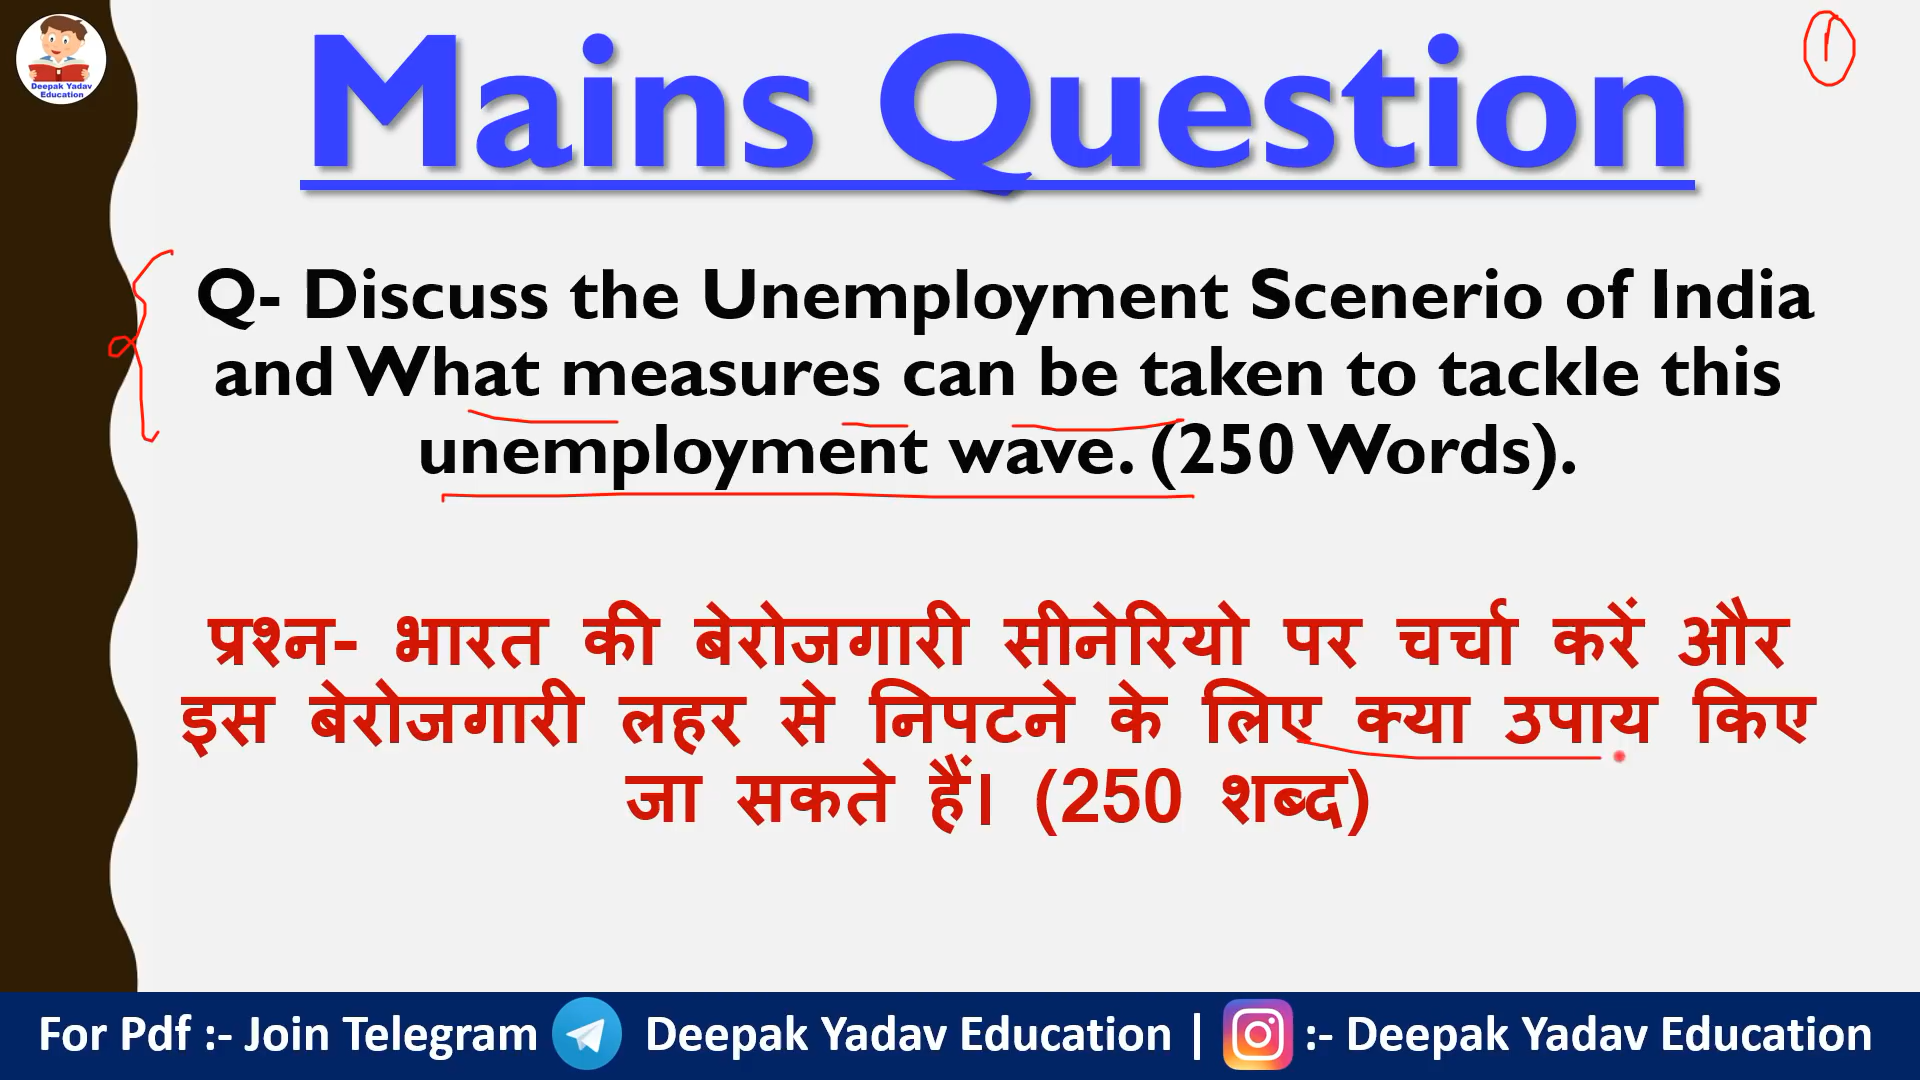 Deepak Yadav
Education
1
Mains Question
Q- Discuss the Unemployment Scenerio of India
and What measures can be taken to tackle this
unemployment wave. (250 Words).
प्रश्न- भारत की बेरोजगारी सीनेरियो पर चर्चा करें और
इस बेरोजगारी लहर से निपटने के लिए क्या उपाय किए
जा सकते हैं। (250 शब्द)
For Pdf :- Join Telegram Deepak Yadav Education | :- Deepak Yadav Education